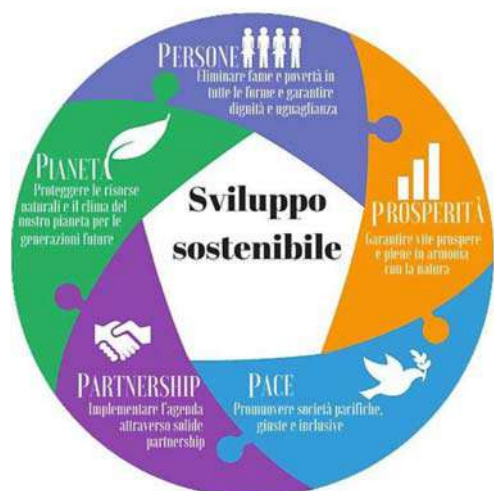 Sviluppo
sostenibile
PERSONE
Eliminare fame e povertà in
tutte le forme e garantire
dignità e uguaglianza
PROSPERITÀ
Garantire vite prospere
e piene in armonia
con la natura
PACE
Promuovere società pacifiche,
giuste e inclusive
PARTNERSHIP
Implementare l'agenda
attraverso solide
partnership
PIANETA
Proteggere le risorse
naturali e il clima del
nostro pianeta per le
generazioni future